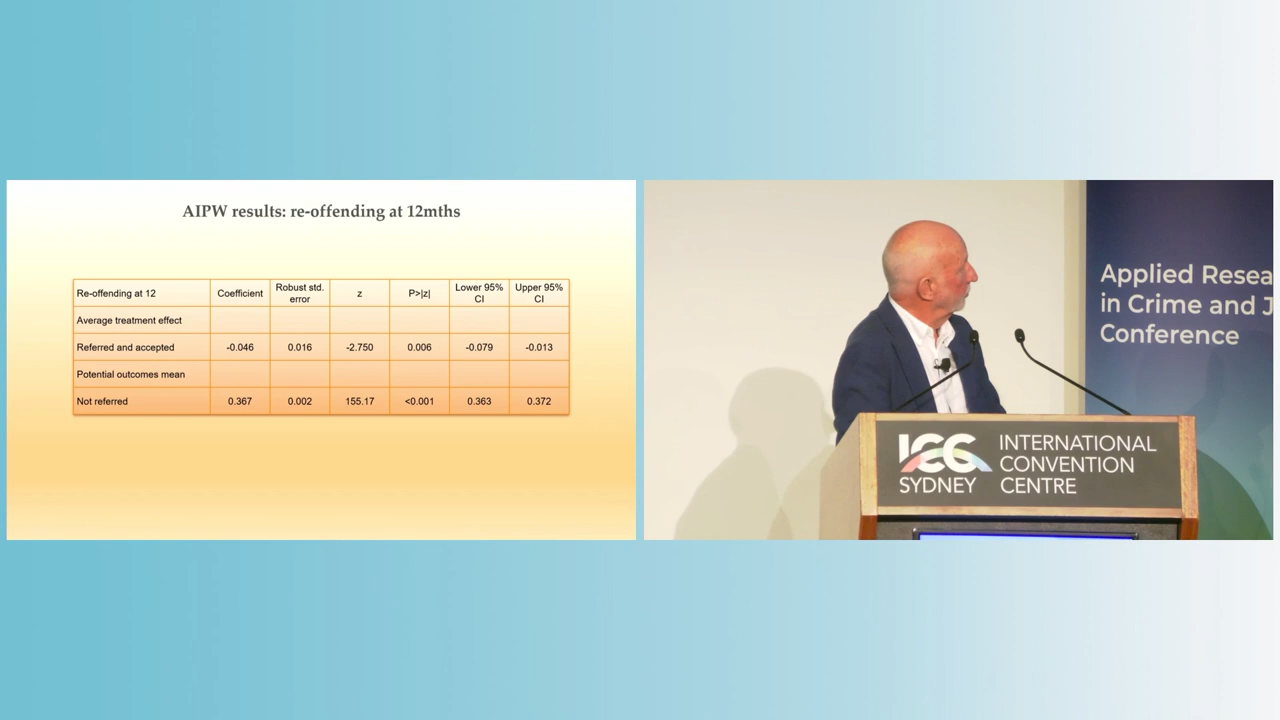 AIPW results: re-offending at 12mths
Re-offending at 12 Coefficient Robust std. error z P>|z| Lower 95% CI Upper 95% CI
Average treatment effect
Referred and accepted -0.046 0.016 -2.750 0.006 -0.079 -0.013
Potential outcomes mean
Not referred 0.367 0.002 155.17 <0.001 0.363 0.372
Applied Resea
in Crime and J
Conference
ICC
SYDNEY
INTERNATIONAL
CONVENTION
CENTRE